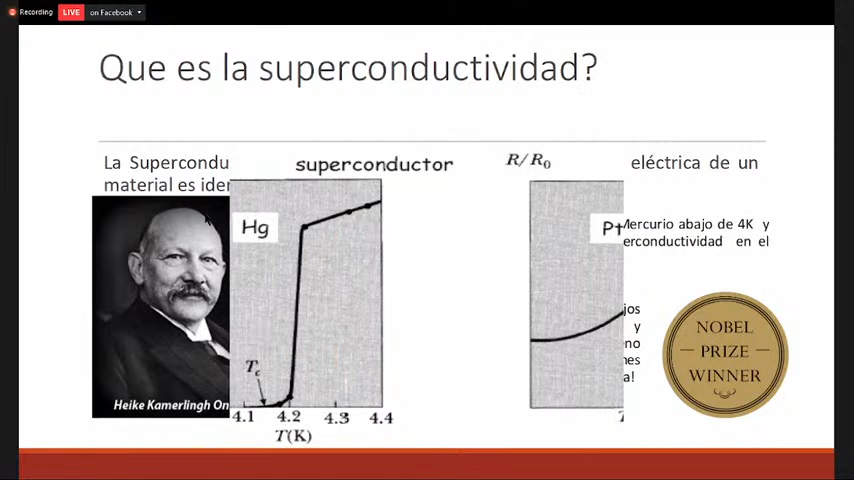 Recording LIVE on Facebook
Que es la superconductividad?
La Supercondu
eléctrica de un
material es iden
superconductor
R/R₀
Hg
Pt
Mercurio abajo de 4K y
erconductividad en el
jos
y
eno
nes
a!
Tc
4.1 4.2 4.3 4.4
T(K)
Heike Kamerlingh On
NOBEL
PRIZE
WINNER